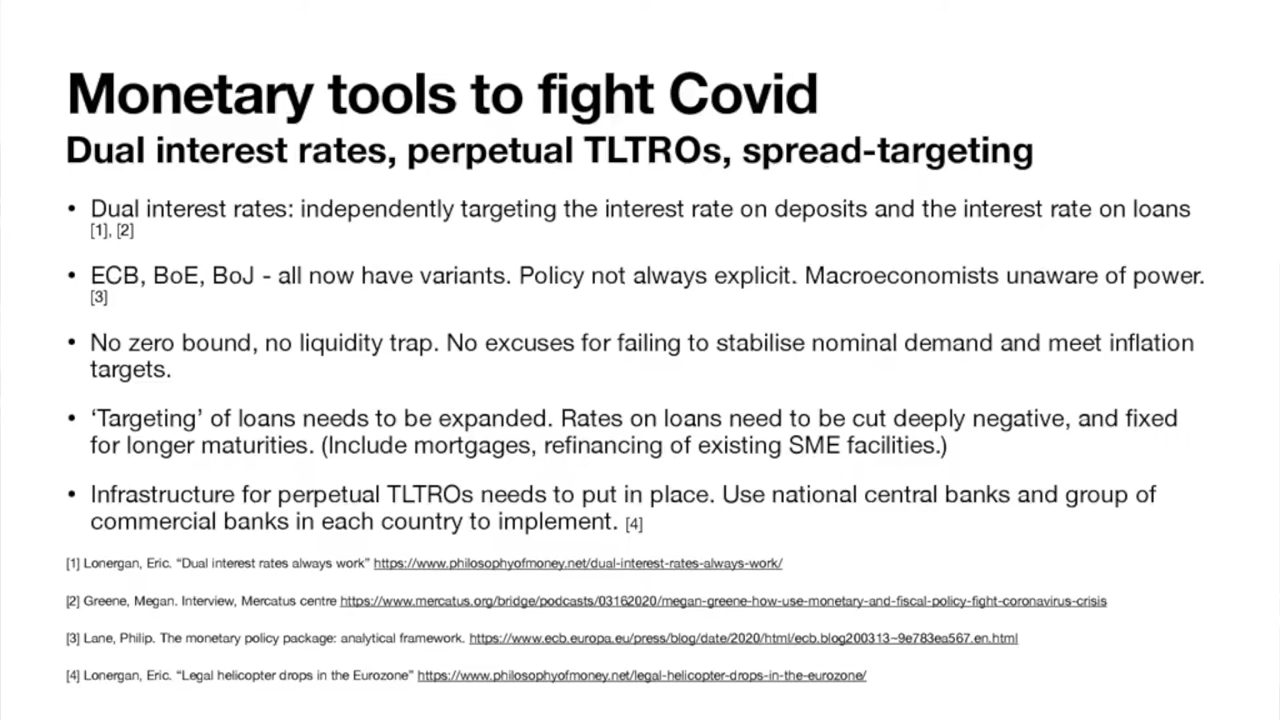 Monetary tools to fight Covid
Dual interest rates, perpetual TLTROs, spread-targeting
• Dual interest rates: independently targeting the interest rate on deposits and the interest rate on loans
[1], [2]
• ECB, BoE, BoJ - all now have variants. Policy not always explicit. Macroeconomists unaware of power.
[3]
• No zero bound, no liquidity trap. No excuses for failing to stabilise nominal demand and meet inflation
targets.
• ‘Targeting’ of loans needs to be expanded. Rates on loans need to be cut deeply negative, and fixed
for longer maturities. (Include mortgages, refinancing of existing SME facilities.)
• Infrastructure for perpetual TLTROs needs to put in place. Use national central banks and group of
commercial banks in each country to implement. [4]
[1] Lonergan, Eric. “Dual interest rates always work” https://www.philosophyofmoney.net/dual-interest-rates-always-work/
[2] Greene, Megan. Interview, Mercatus centre https://www.mercatus.org/bridge/podcasts/03162020/megan-greene-how-use-monetary-and-fiscal-policy-fight-coronavirus-crisis
[3] Lane, Philip. The monetary policy package: analytical framework. https://www.ecb.europa.eu/press/blog/date/2020/html/ecb.blog200313~9e783ea567.en.html
[4] Lonergan, Eric. “Legal helicopter drops in the Eurozone” https://www.philosophyofmoney.net/legal-helicopter-drops-in-the-eurozone/